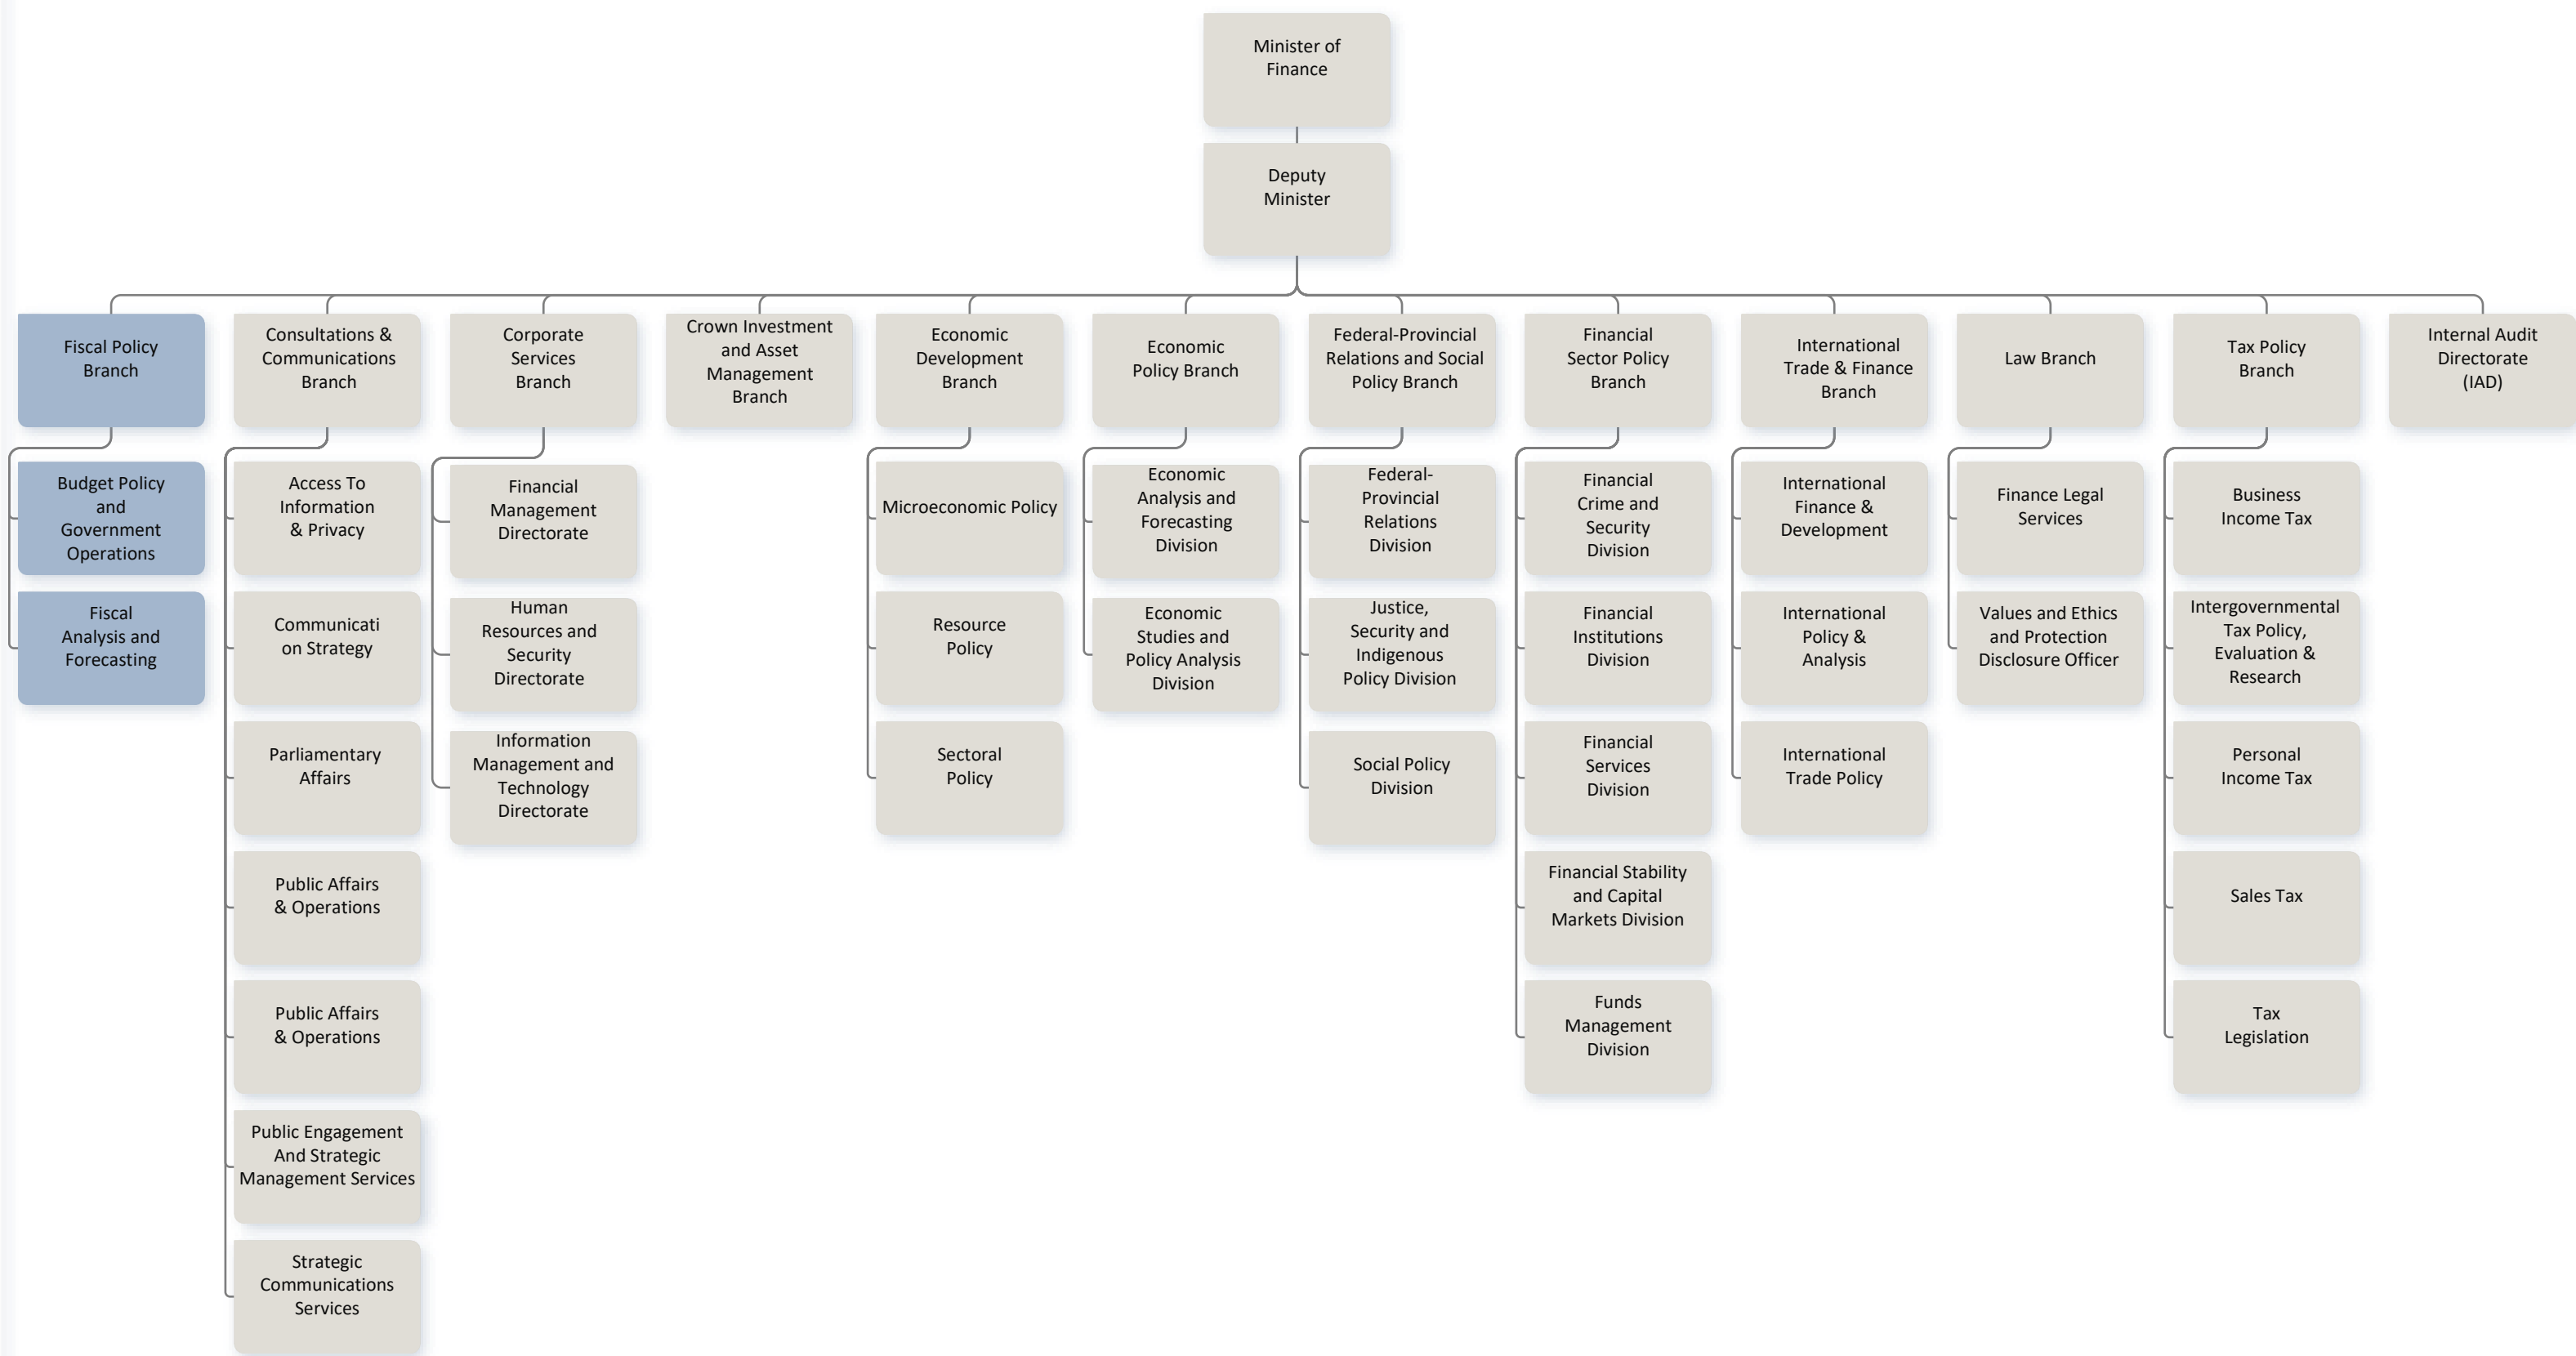 Minister of
Finance
Deputy
Minister
Fiscal Policy
Branch
Consultations &
Communications
Branch
Corporate
Services
Branch
Crown Investment
and Asset
Management
Branch
Economic
Development
Branch
Economic
Policy Branch
Federal-Provincial
Relations and Social
Policy Branch
Financial
Sector Policy
Branch
International
Trade & Finance
Branch
Law Branch
Tax Policy
Branch
Internal Audit
Directorate
(IAD)
Budget Policy
and
Government
Operations
Fiscal
Analysis and
Forecasting
Access To
Information
& Privacy
Communicati
on Strategy
Parliamentary
Affairs
Public Affairs
& Operations
Public Affairs
& Operations
Public Engagement
And Strategic
Management Services
Strategic
Communications
Services
Financial
Management
Directorate
Human
Resources and
Security
Directorate
Information
Management and
Technology
Directorate
Microeconomic Policy
Resource
Policy
Sectoral
Policy
Economic
Analysis and
Forecasting
Division
Economic
Studies and
Policy Analysis
Division
Federal-
Provincial
Relations
Division
Justice,
Security and
Indigenous
Policy Division
Social Policy
Division
Financial
Crime and
Security
Division
Financial
Institutions
Division
Financial
Services
Division
Financial Stability
and Capital
Markets Division
Funds
Management
Division
International
Finance &
Development
International
Policy &
Analysis
International
Trade Policy
Finance Legal
Services
Values and Ethics
and Protection
Disclosure Officer
Business
Income Tax
Intergovernmental
Tax Policy,
Evaluation &
Research
Personal
Income Tax
Sales Tax
Tax
Legislation